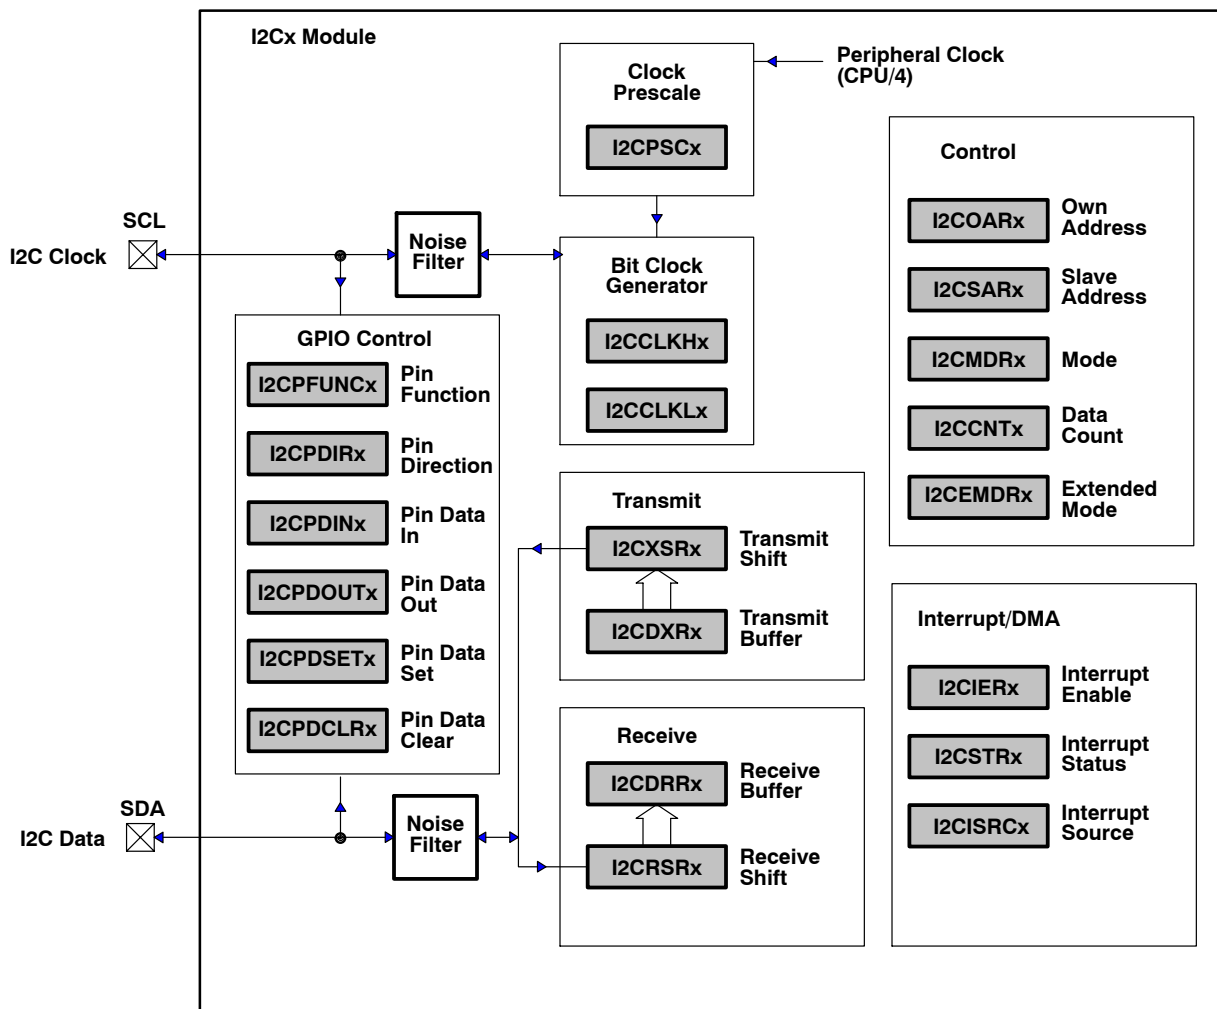 I2Cx Module
Peripheral Clock
(CPU/4)
Clock
Prescale
I2CPSCx
SCL
I2C Clock
Noise
Filter
Bit Clock
Generator
I2CCLKHx
I2CCLKLx
GPIO Control
I2CPFUNCx
Pin
Function
I2CPDIRx
Pin
Direction
I2CPDINx
Pin Data
In
I2CPDOUTx
Pin Data
Out
I2CPDSETx
Pin Data
Set
I2CPDCLRx
Pin Data
Clear
SDA
I2C Data
Noise
Filter
Transmit
I2CXSRx
Transmit
Shift
I2CDXRx
Transmit
Buffer
Receive
I2CDRRx
Receive
Buffer
I2CRSRx
Receive
Shift
Control
I2COARx
Own
Address
I2CSARx
Slave
Address
I2CMDRx
Mode
I2CCNTx
Data
Count
I2CEMDRx
Extended
Mode
Interrupt/DMA
I2CIERx
Interrupt
Enable
I2CSTRx
Interrupt
Status
I2CISRCx
Interrupt
Source